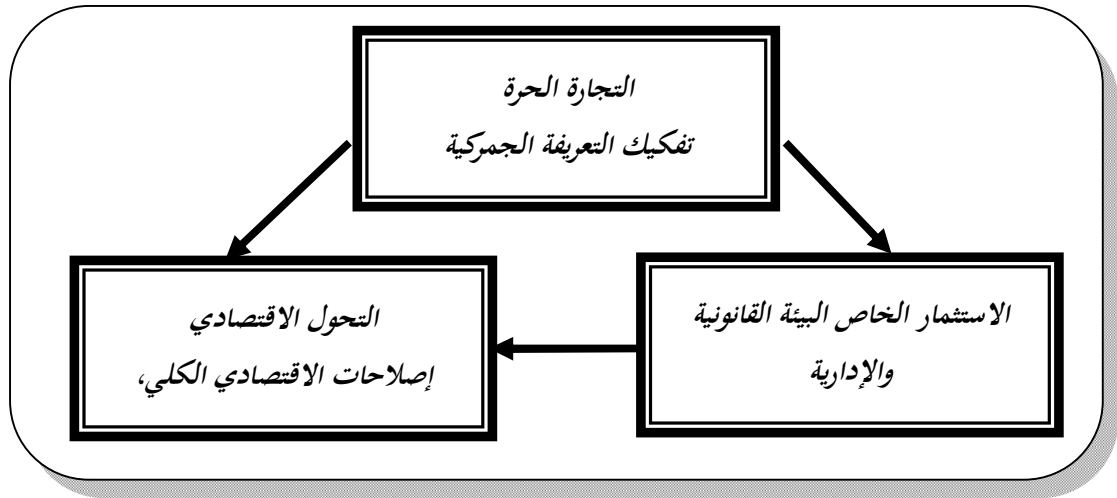 التجارة الحرة
تفكيك التعريفة الجمركية
الاستثمار الخاص البيئة القانونية
والإدارية
التحول الاقتصادي
إصلاحات الاقتصادي الكلي،